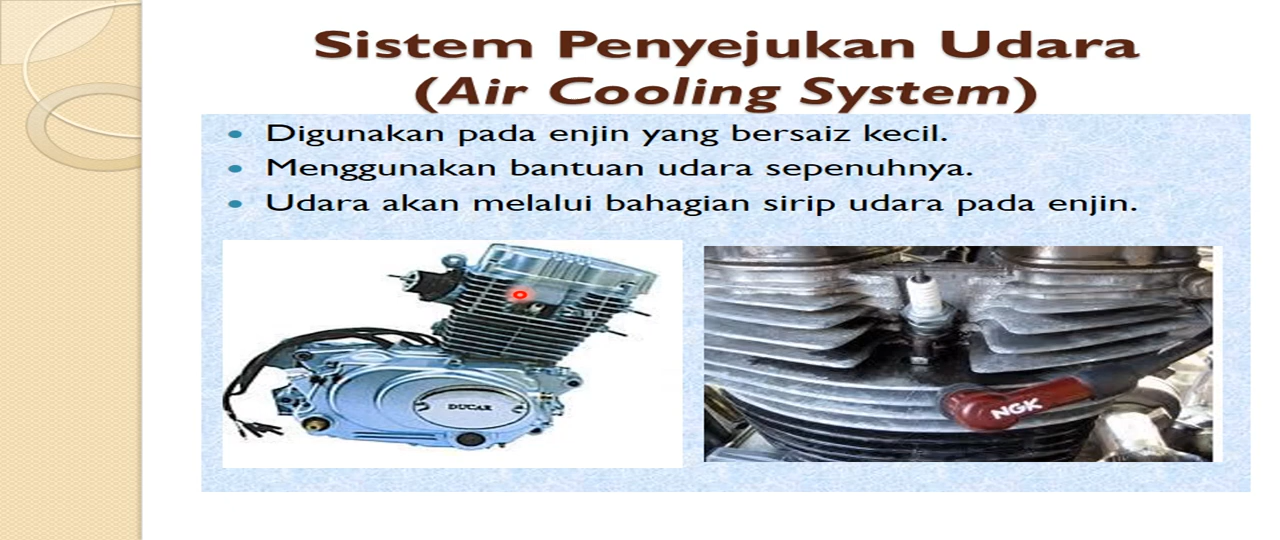 Sistem Penyejukan Udara
(Air Cooling System)
Digunakan pada enjin yang bersaiz kecil.
Menggunakan bantuan udara sepenuhnya.
Udara akan melalui bahagian sirip udara pada enjin.
DUCAR
NGK